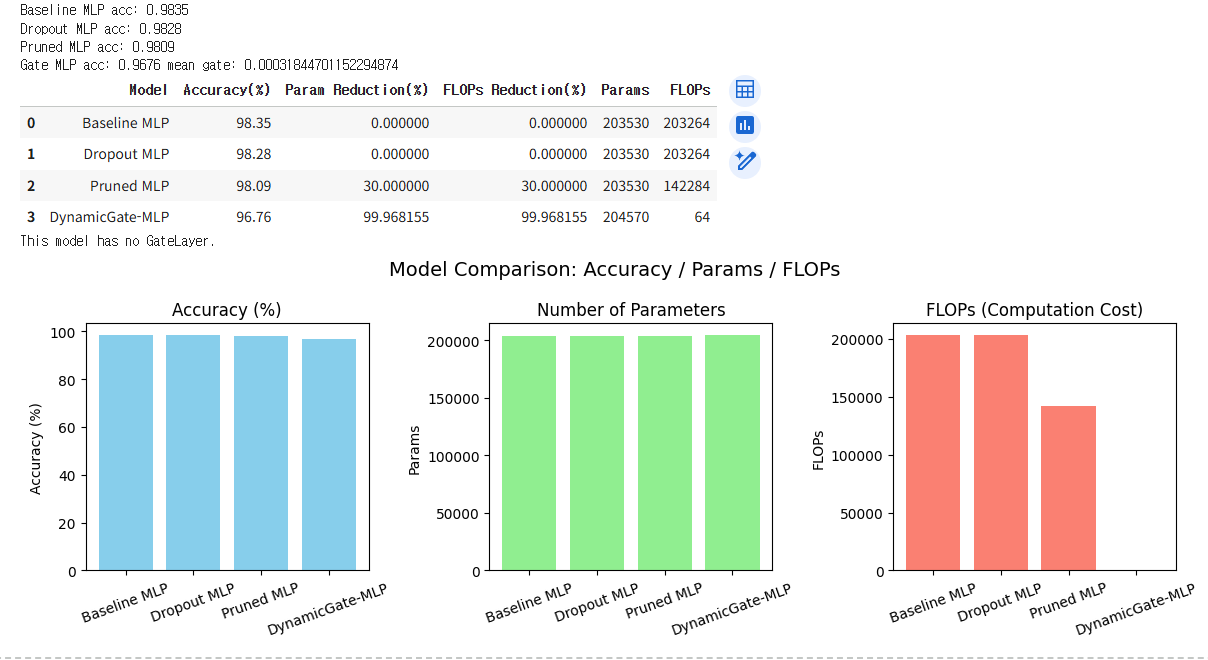 Baseline MLP acc: 0.9835
Dropout MLP acc: 0.9828
Pruned MLP acc: 0.9809
Gate MLP acc: 0.9676 mean gate: 0.00031844701152294874
Model Accuracy(%) Param Reduction(%) FLOPs Reduction(%) Params FLOPs
0 Baseline MLP 98.35 0.000000 0.000000 203530 203264
1 Dropout MLP 98.28 0.000000 0.000000 203530 203264
2 Pruned MLP 98.09 30.000000 30.000000 203530 142284
3 DynamicGate-MLP 96.76 99.968155 99.968155 204570 64
This model has no GateLayer.
Model Comparison: Accuracy / Params / FLOPs
Accuracy (%)
Accuracy (%)
100
80
60
40
20
0
Baseline MLP
Dropout MLP
Pruned MLP
DynamicGate-MLP
Number of Parameters
Params
200000
150000
100000
50000
0
Baseline MLP
Dropout MLP
Pruned MLP
DynamicGate-MLP
FLOPs (Computation Cost)
FLOPs
200000
150000
100000
50000
0
Baseline MLP
Dropout MLP
Pruned MLP
DynamicGate-MLP